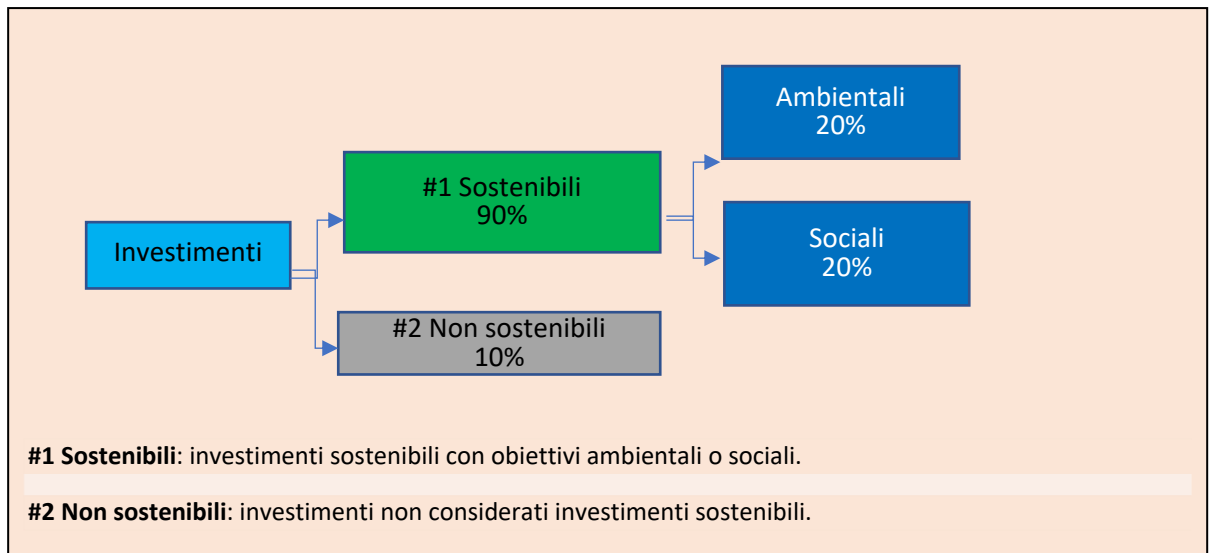 Investimenti
#1 Sostenibili
90%
#2 Non sostenibili
10%
Ambientali
20%
Sociali
20%
#1 Sostenibili: investimenti sostenibili con obiettivi ambientali o sociali.
#2 Non sostenibili: investimenti non considerati investimenti sostenibili.